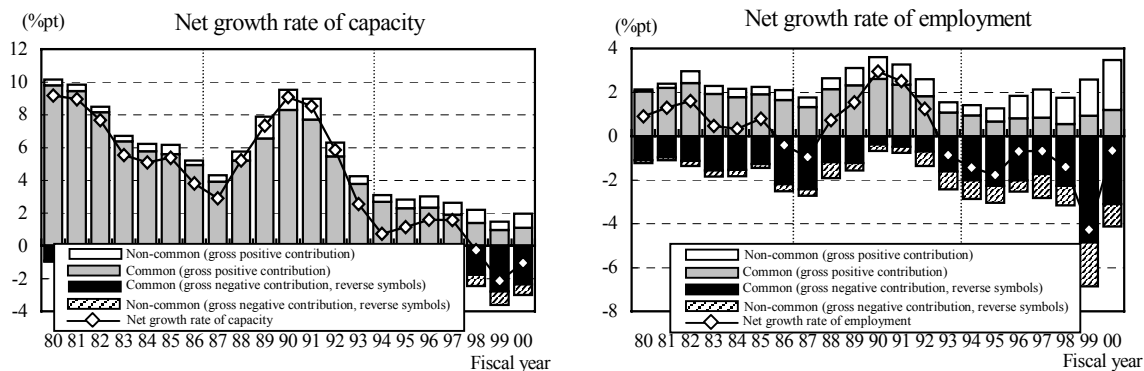 (%pt)
Net growth rate of capacity
12
10
8
6
4
2
0
-2
-4
Non-common (gross positive contribution)
Common (gross positive contribution)
Common (gross negative contribution, reverse symbols)
Non-common (gross negative contribution, reverse symbols)
Net growth rate of capacity
80 81 82 83 84 85 86 87 88 89 90 91 92 93 94 95 96 97 98 99 00
Fiscal year
(%pt)
Net growth rate of employment
4
2
0
-2
-4
-6
-8
Non-common (gross positive contribution)
Common (gross positive contribution)
Common (gross negative contribution, reverse symbols)
Non-common (gross negative contribution, reverse symbols)
Net growth rate of employment
80 81 82 83 84 85 86 87 88 89 90 91 92 93 94 95 96 97 98 99 00
Fiscal year